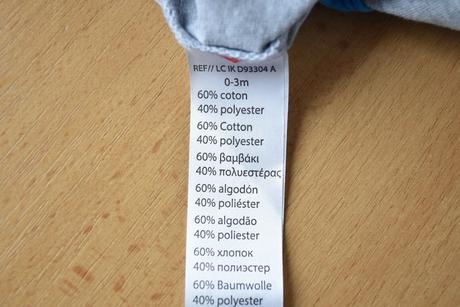 REF// LC IK D93304 A
0-3m
60% coton
40% polyester
60% Cotton
40% polyester
60% βαμβάκι
40% πολυεστέρας
60% algodón
40% poliéster
60% algodão
40% poliester
60% хлопок
40% полиэстер
60% Baumwolle
40% polyester